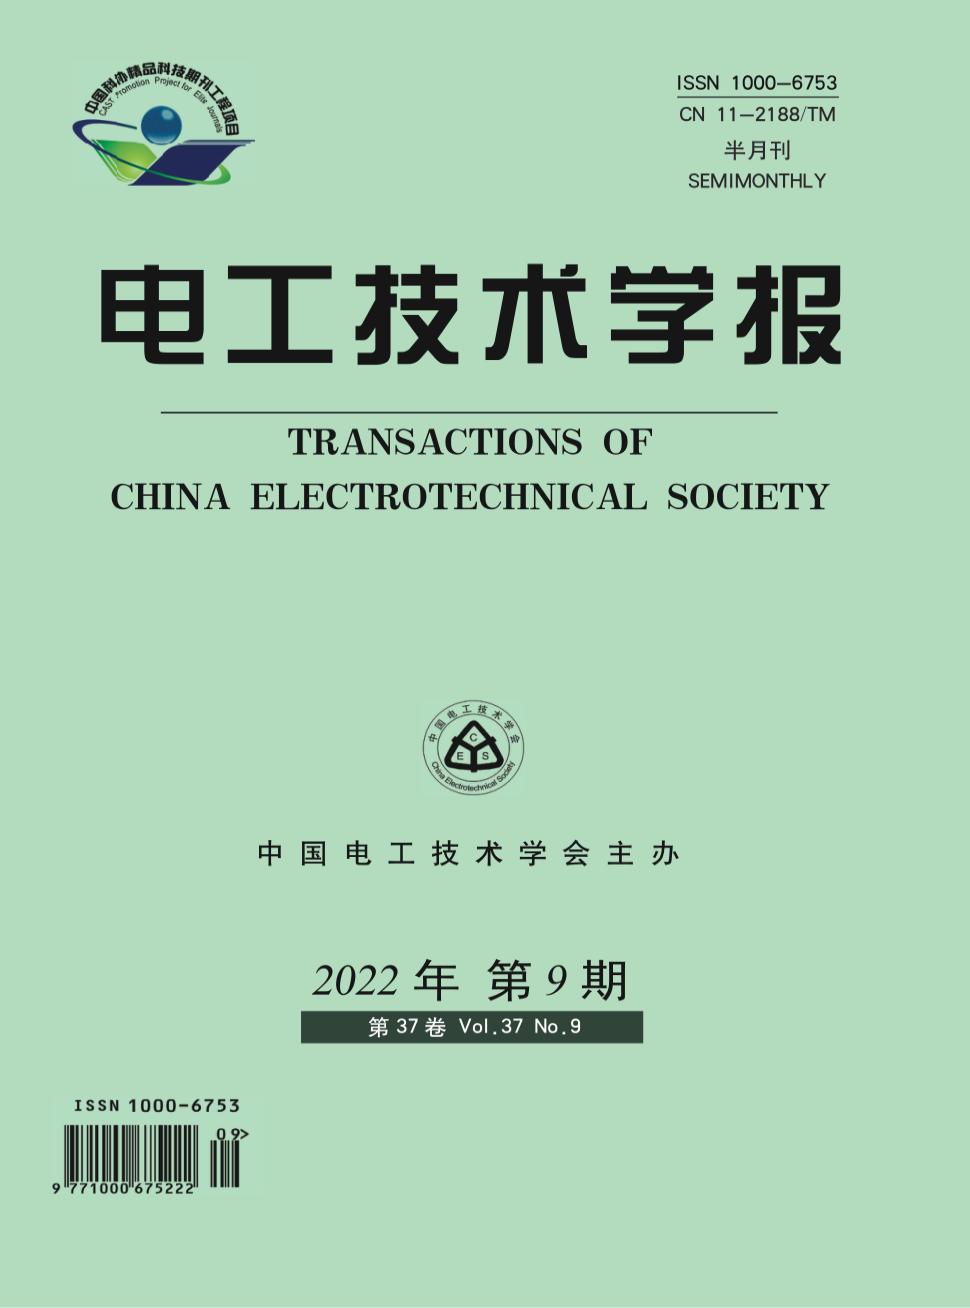 中国科协精品科技期刊工程项目
CAST Promotion Project for Elite Journals
ISSN 1000—6753
CN 11—2188/TM
半月刊
SEMIMONTHLY
电工技术学报
TRANSACTIONS OF
CHINA ELECTROTECHNICAL SOCIETY
中国电工技术学会
C
E S
China Electrotechnical Society
中国电工技术学会主办
2022年 第9期
第37卷 Vol.37 No.9
ISSN 1000-6753
09>
9 771000 675222